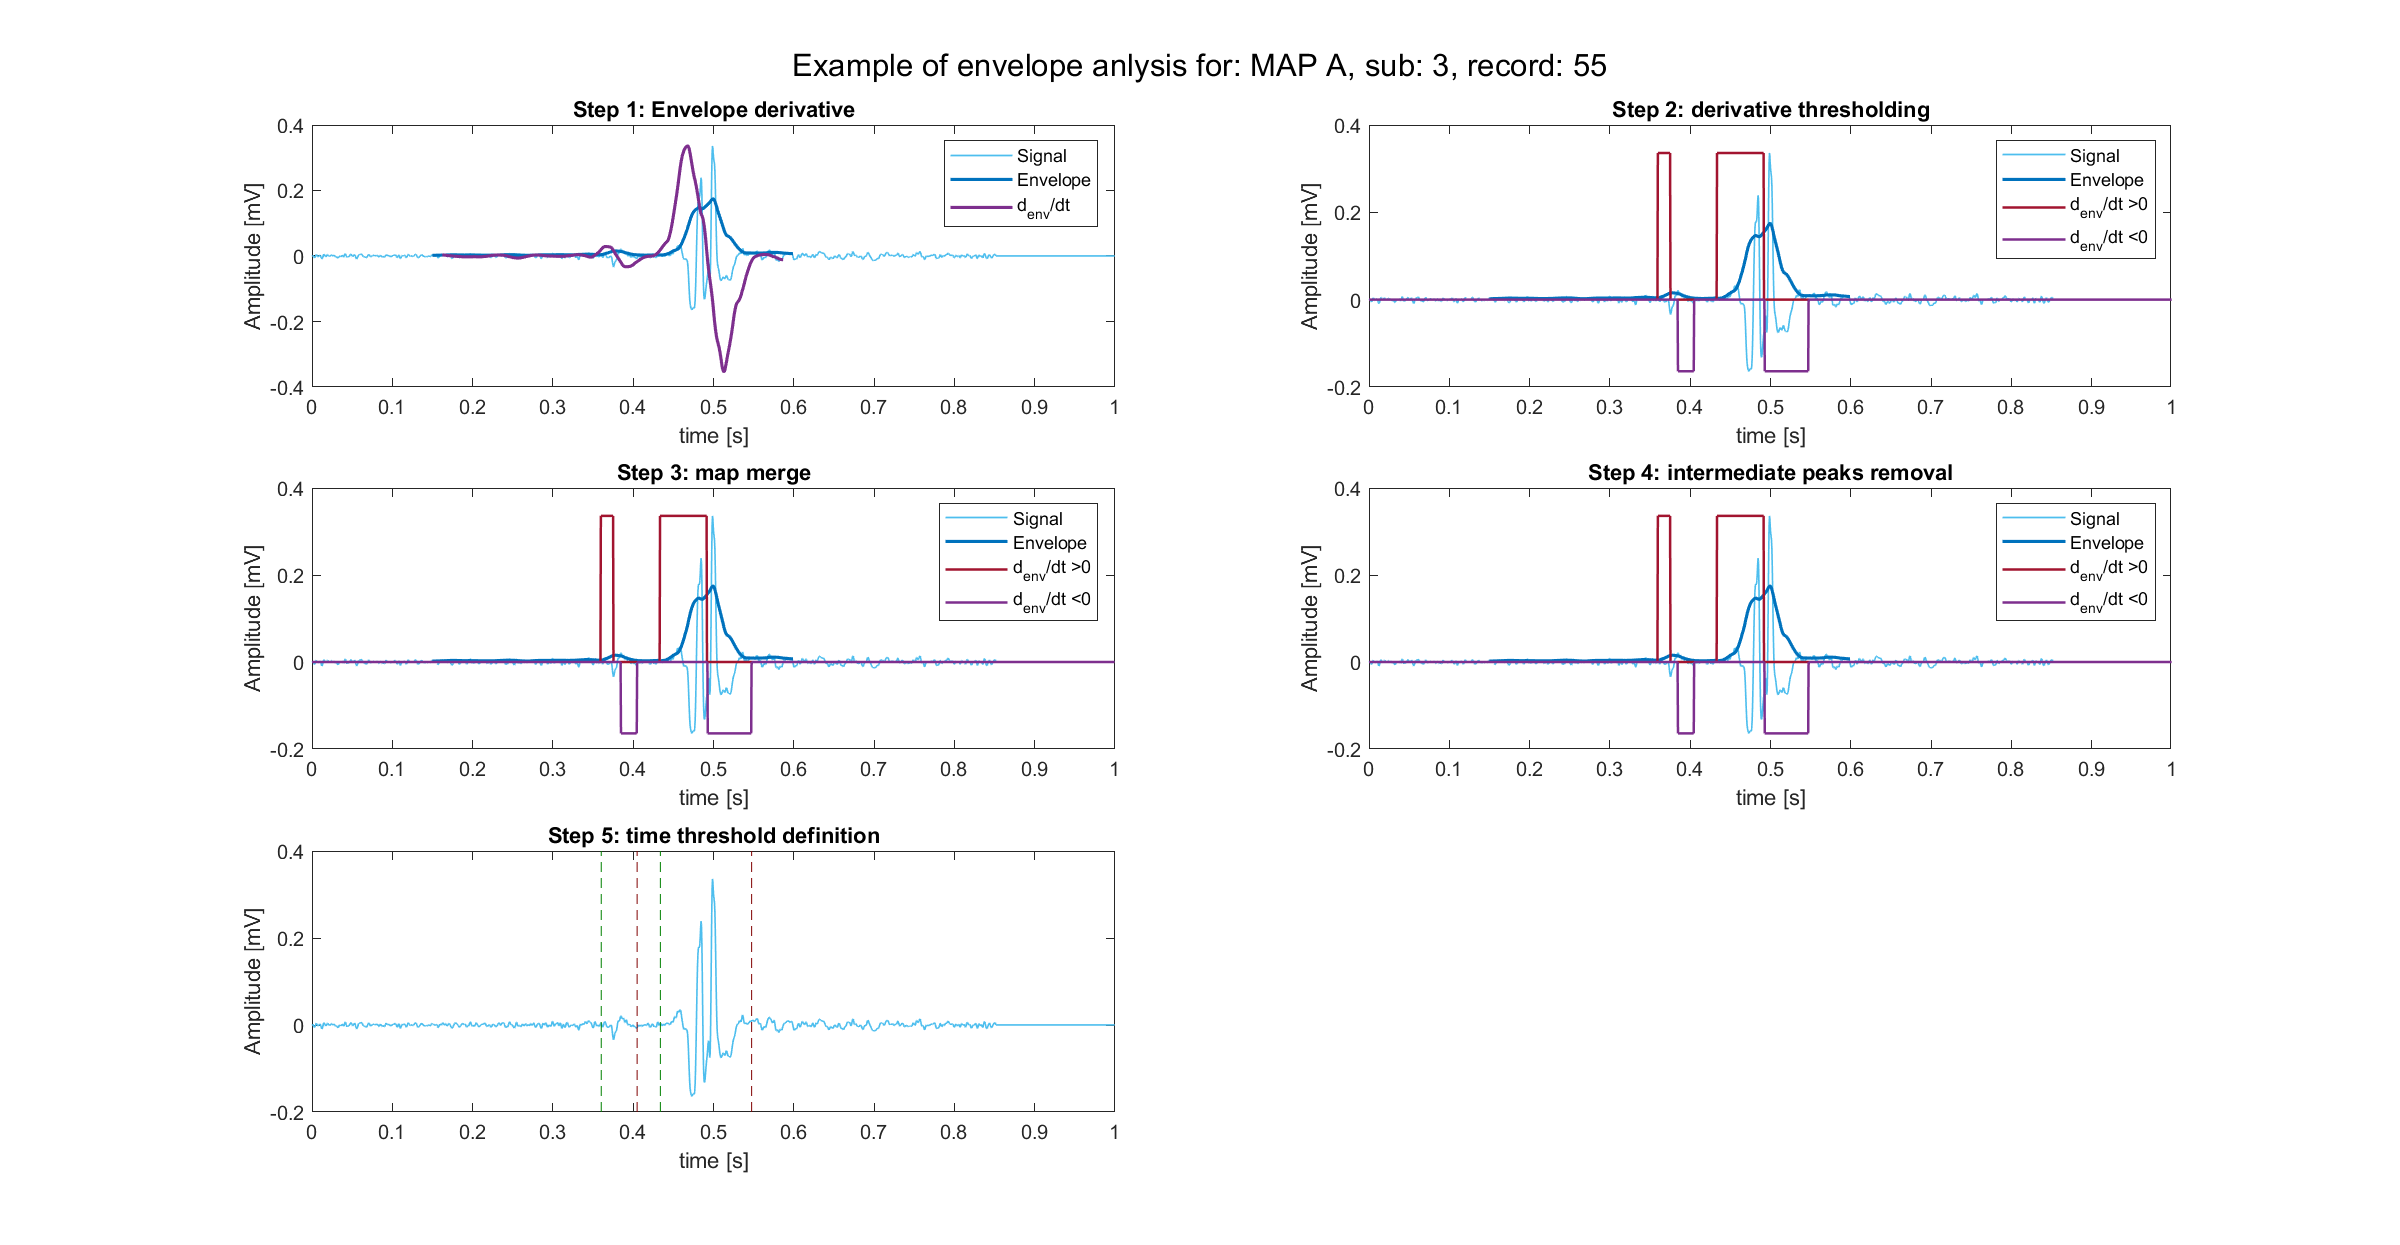 Example of envelope anlysis for: MAP A, sub: 3, record: 55
Step 1: Envelope derivative
0.4
0.2
0
-0.2
-0.4
Amplitude [mV]
0 0.1 0.2 0.3 0.4 0.5 0.6 0.7 0.8 0.9 1
time [s]
Signal
Envelope
d_env/dt
Step 2: derivative thresholding
0.4
0.2
0
-0.2
Amplitude [mV]
0 0.1 0.2 0.3 0.4 0.5 0.6 0.7 0.8 0.9 1
time [s]
Signal
Envelope
d_env/dt >0
d_env/dt <0
Step 3: map merge
0.4
0.2
0
-0.2
Amplitude [mV]
0 0.1 0.2 0.3 0.4 0.5 0.6 0.7 0.8 0.9 1
time [s]
Signal
Envelope
d_env/dt >0
d_env/dt <0
Step 4: intermediate peaks removal
0.4
0.2
0
-0.2
Amplitude [mV]
0 0.1 0.2 0.3 0.4 0.5 0.6 0.7 0.8 0.9 1
time [s]
Signal
Envelope
d_env/dt >0
d_env/dt <0
Step 5: time threshold definition
0.4
0.2
0
-0.2
Amplitude [mV]
0 0.1 0.2 0.3 0.4 0.5 0.6 0.7 0.8 0.9 1
time [s]